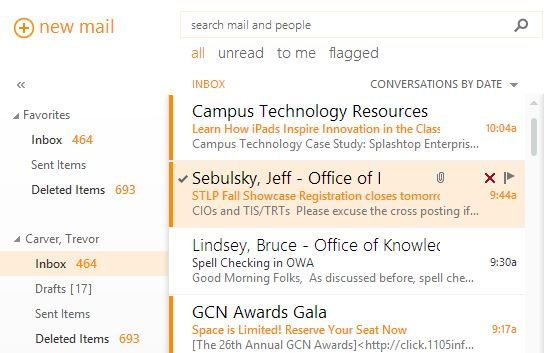 new mail
search mail and people
all unread to me flagged
«
INBOX CONVERSATIONS BY DATE
Favorites
Inbox 464
Sent Items
Deleted Items 693
Carver, Trevor
Inbox 464
Drafts [17]
Sent Items
Deleted Items 693
Campus Technology Resources
Learn How iPads Inspire Innovation in the Class 10:04a
Campus Technology Case Study: Splashtop Enterpris...
Sebulsky, Jeff - Office of I
STLP Fall Showcase Registration closes tomorro 9:44a
CIOs and TIS/TRTs Please excuse the cross posting if...
Lindsey, Bruce - Office of Knowlec
Spell Checking in OWA 9:30a
Good Morning Folks, As discussed before, spell che...
GCN Awards Gala
Space is Limited! Reserve Your Seat Now 9:17a
[The 26th Annual GCN Awards]<http://click.1105inf...